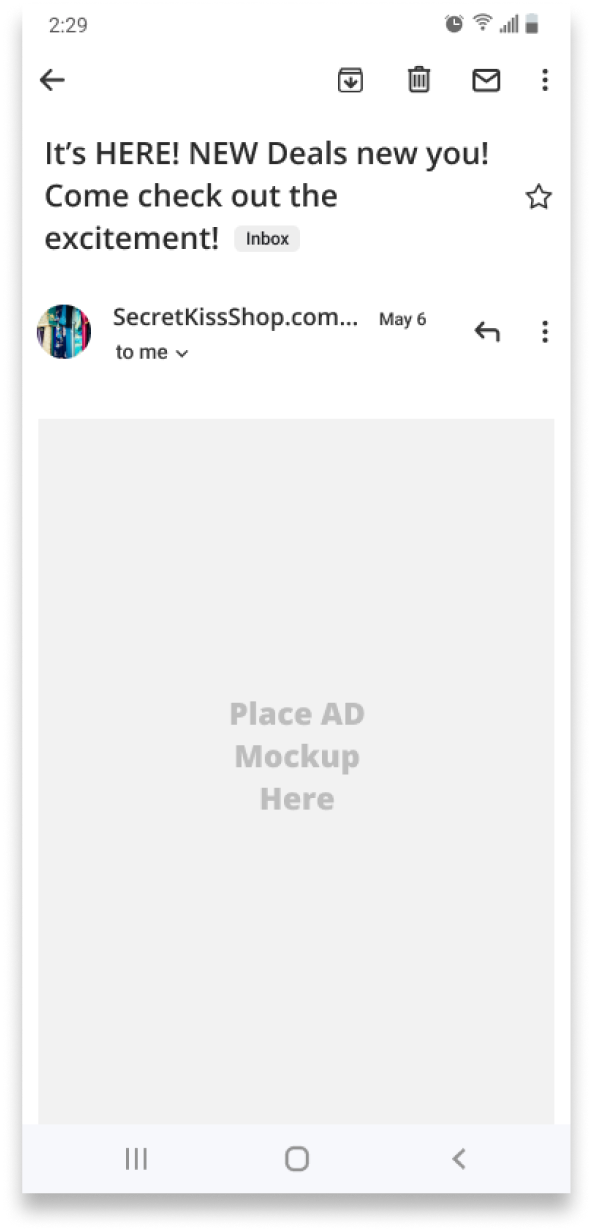 2:29
It's HERE! NEW Deals new you!
Come check out the
excitement! Inbox
SecretKissShop.com... May 6
to me
Place AD
Mockup
Here